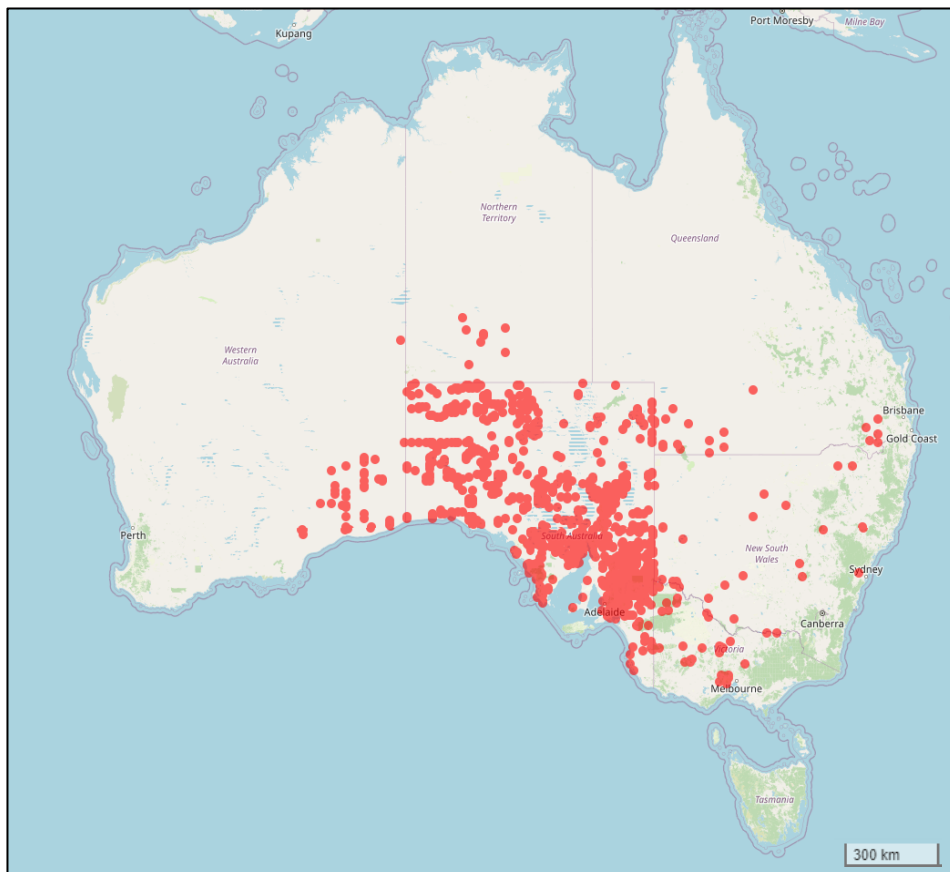 Kupang
Port Moresby
Milne Bay
Northern
Territory
Queensland
Western
Australia
Brisbane
Gold Coast
Perth
South Australia
New South
Wales
Sydney
Adelaide
Canberra
Victoria
Melbourne
Tasmania
300 km